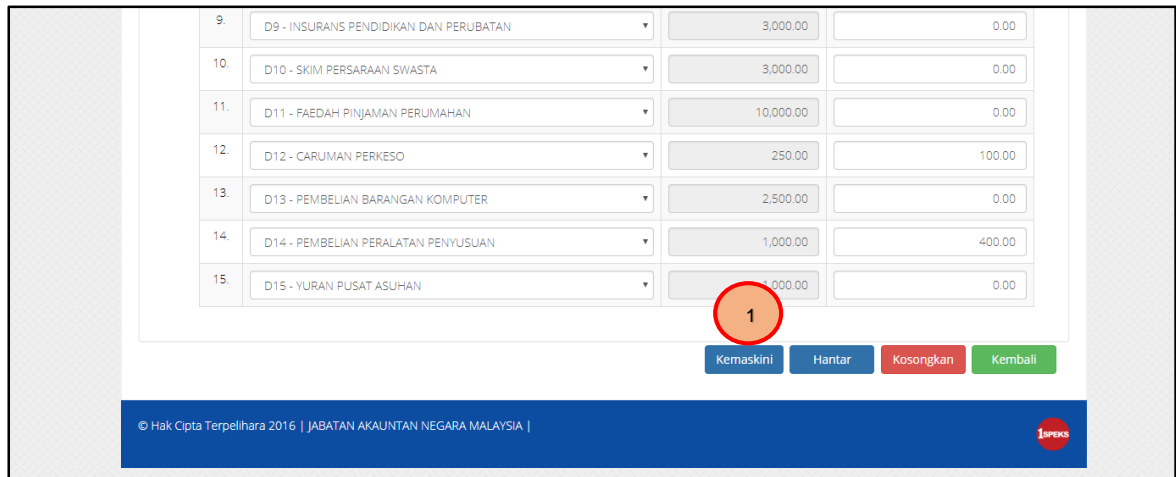 9. D9 - INSURANS PENDIDIKAN DAN PERUBATAN 3,000.00 0.00
10. D10 - SKIM PERSARAAN SWASTA 3,000.00 0.00
11. D11 - FAEDAH PINJAMAN PERUMAHAN 10,000.00 0.00
12. D12 - CARUMAN PERKESO 250.00 100.00
13. D13 - PEMBELIAN BARANGAN KOMPUTER 2,500.00 0.00
14. D14 - PEMBELIAN PERALATAN PENYUSUAN 1,000.00 400.00
15. D15 - YURAN PUSAT ASUHAN 1,000.00 0.00
1
Kemaskini Hantar Kosongkan Kembali
© Hak Cipta Terpelihara 2016 | JABATAN AKAUNTAN NEGARA MALAYSIA |
1SPEKS